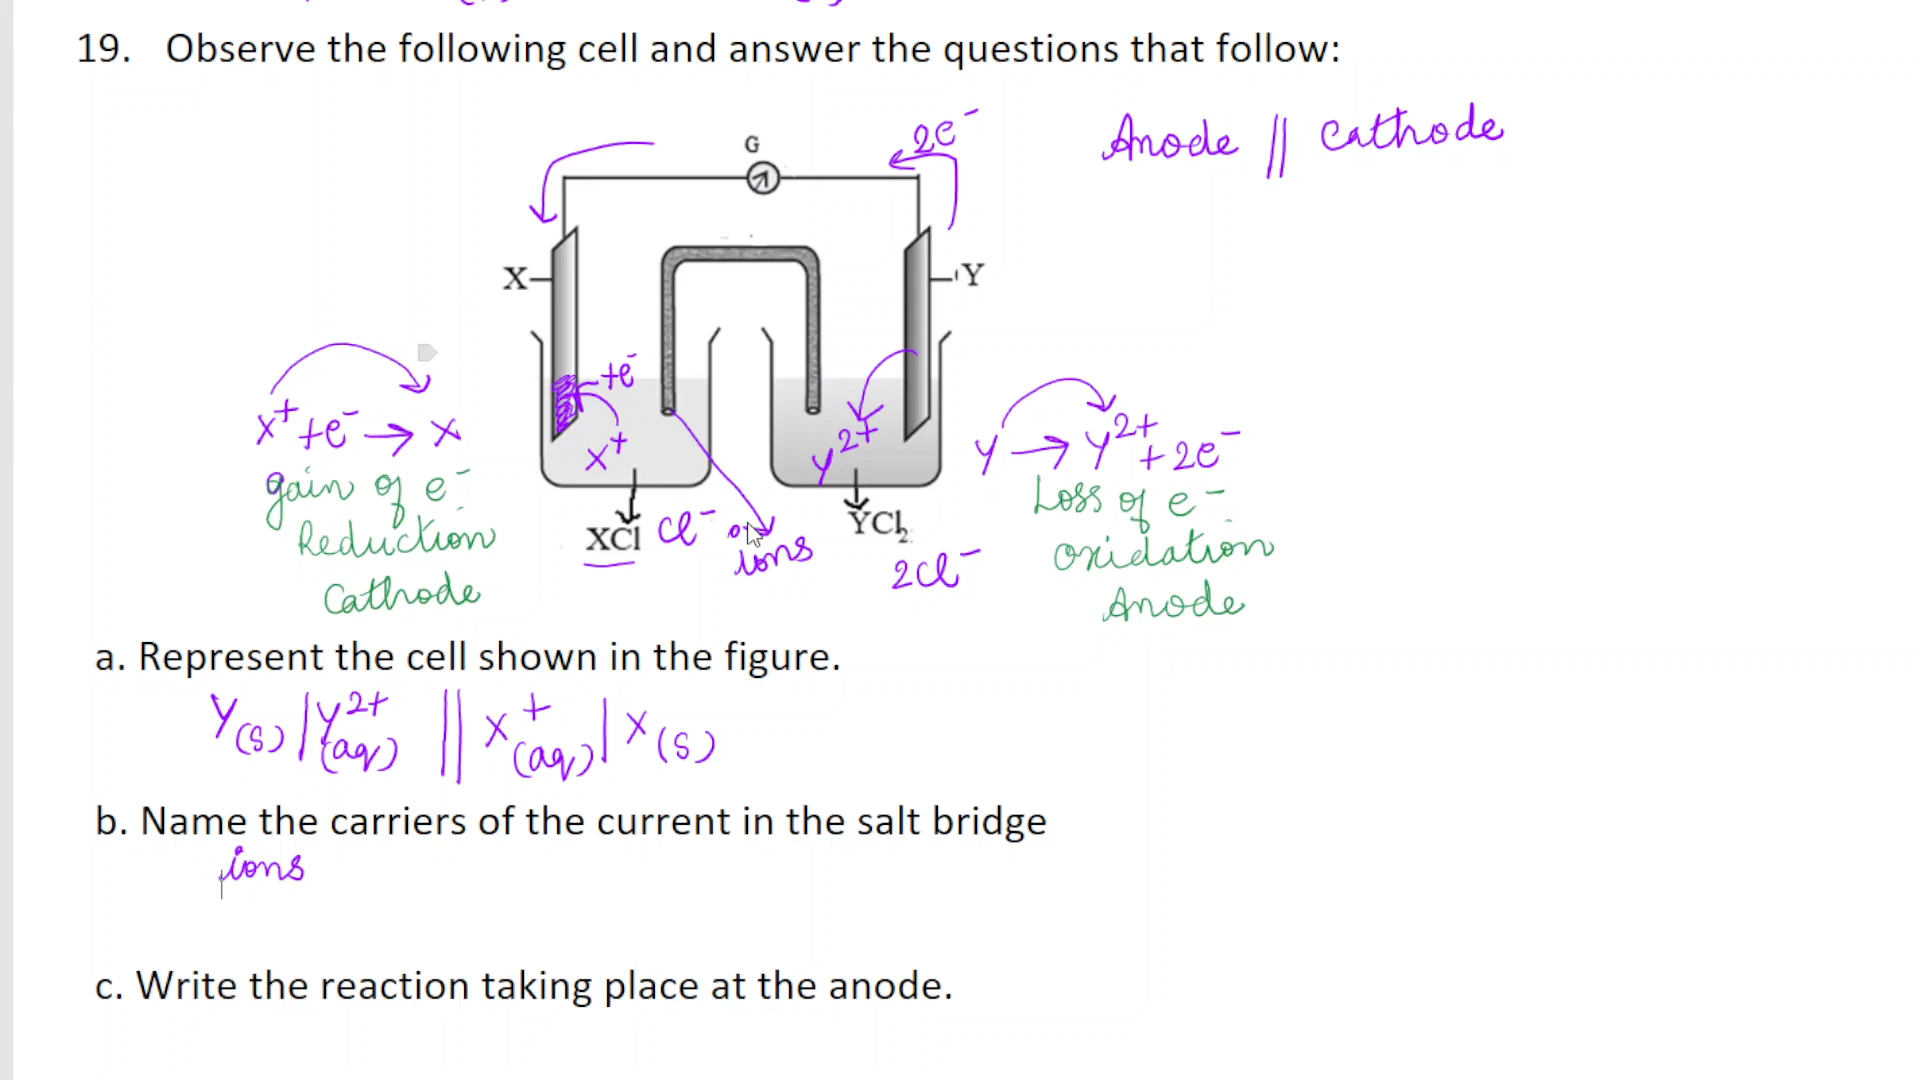 19. Observe the following cell and answer the questions that follow:
Anode || Cathode
G
2e⁻
X
Y
+e⁻
x⁺
y²⁺
x⁺ + e⁻ → x
gain of e⁻
Reduction
Cathode
y → y²⁺ + 2e⁻
Loss of e⁻
oxidation
Anode
XCl
Cl⁻
ions
YCl₂
2Cl⁻
a. Represent the cell shown in the figure.
Y(s) | y²⁺(aq) || x⁺(aq) | x(s)
b. Name the carriers of the current in the salt bridge
ions
c. Write the reaction taking place at the anode.